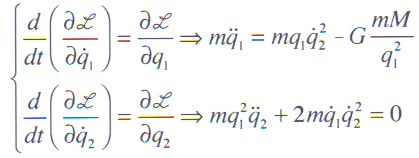 d/dt (∂ℒ/∂q̇₁) = ∂ℒ/∂q₁ ⇒ mq̈₁ = mq₁q̇₂² − G mM/q₁²
d/dt (∂ℒ/∂q̇₂) = ∂ℒ/∂q₂ ⇒ mq₁²q̈₂ + 2mq̇₁q̇₂² = 0